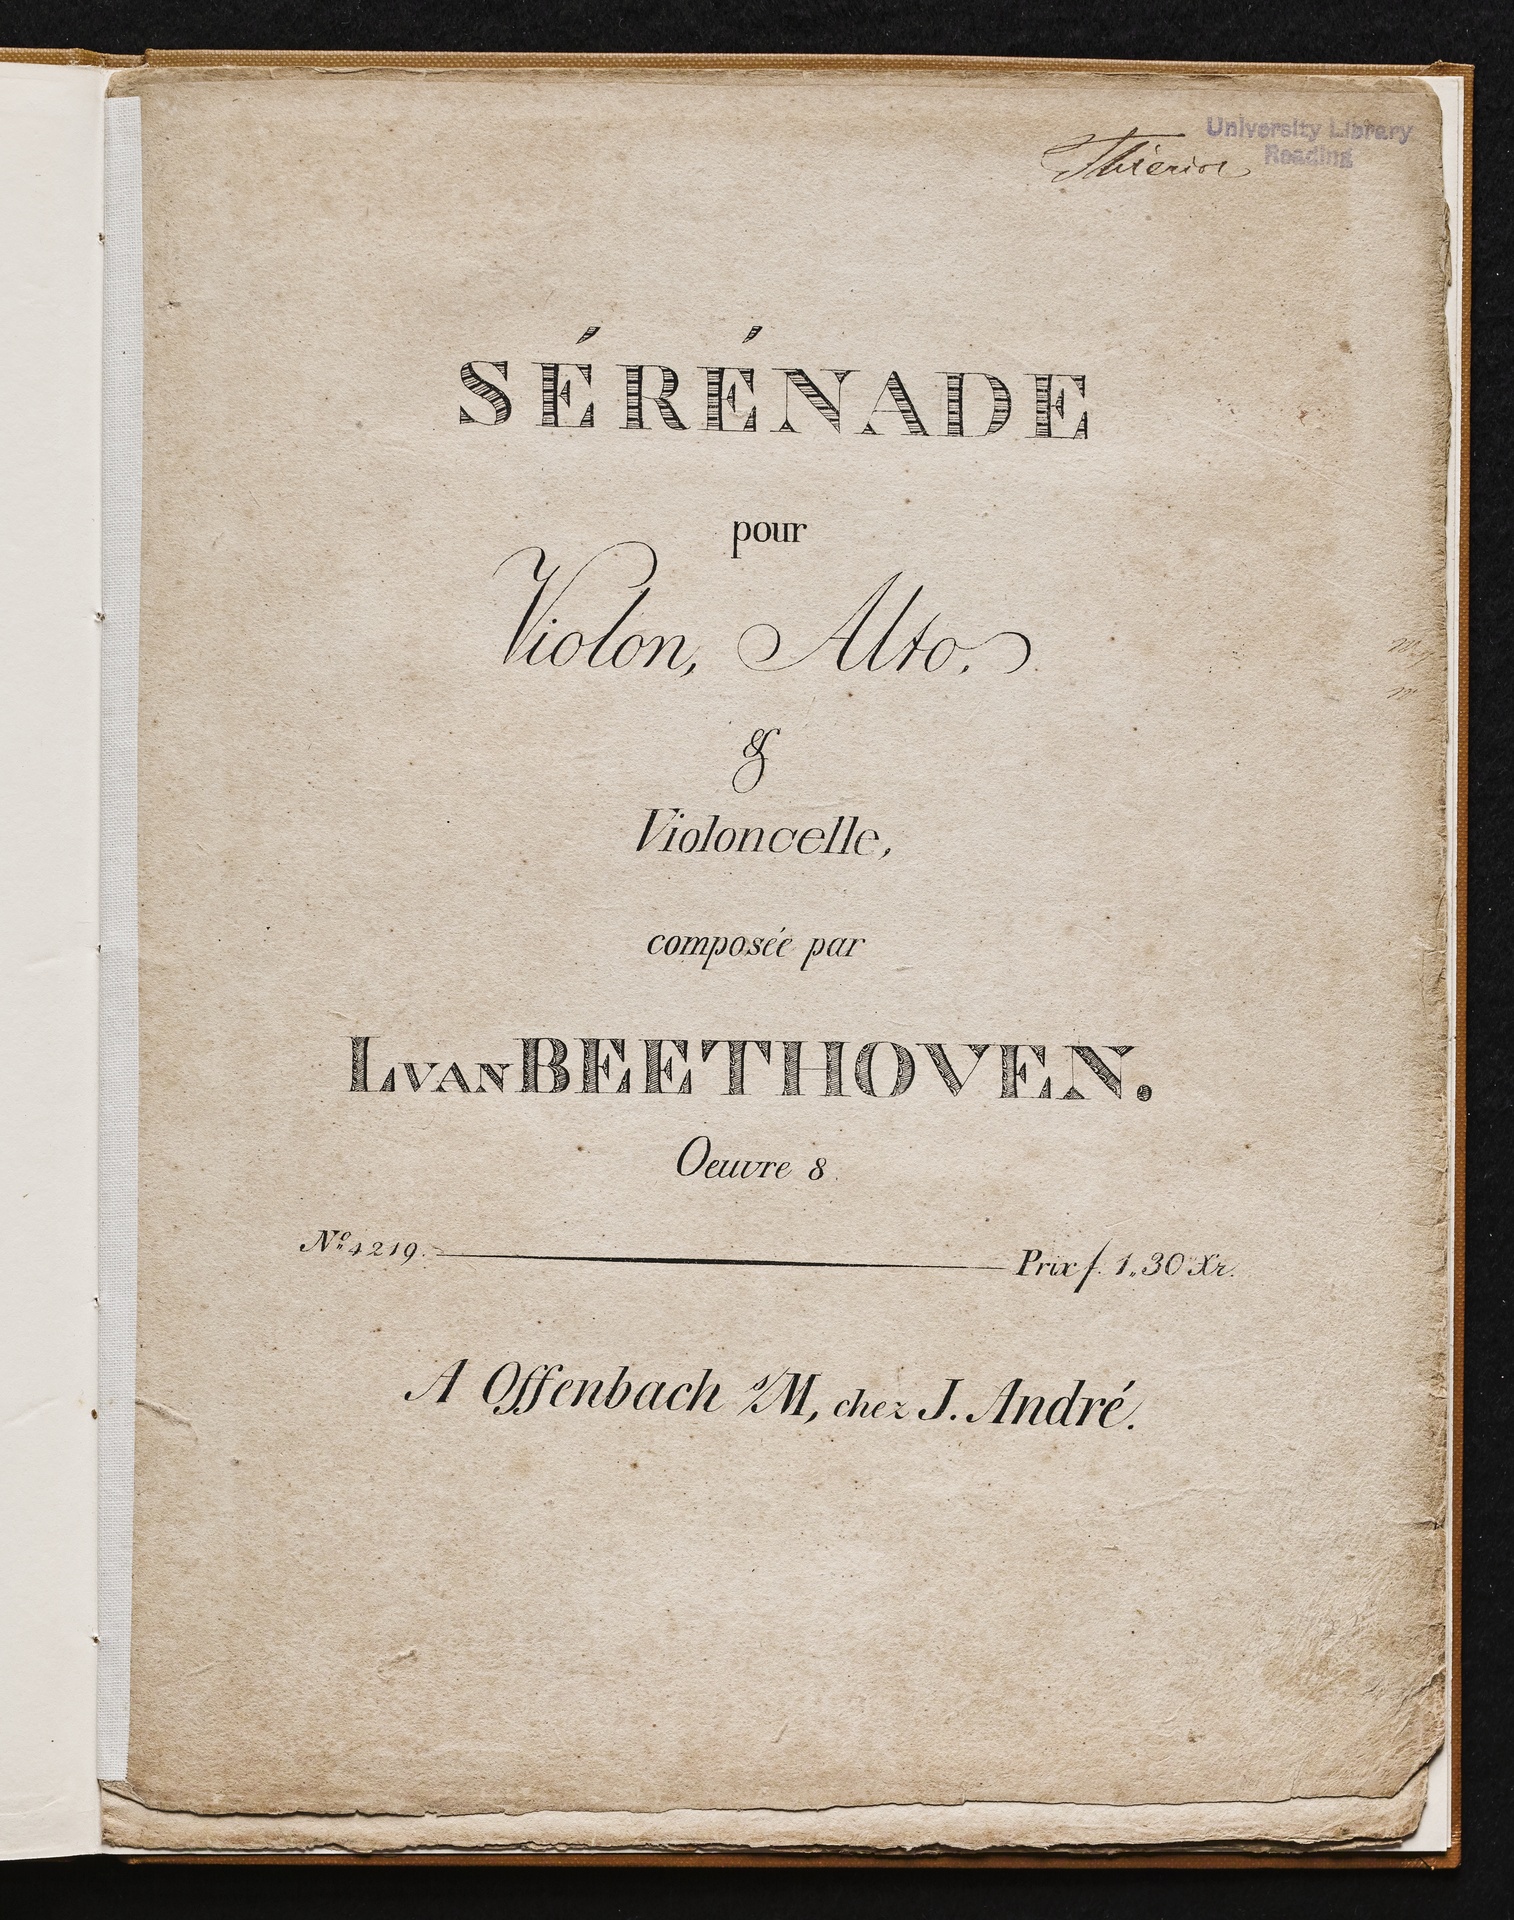 University Library
Reading
SÉRÉNADE
pour
Violon, Alto.
&
Violoncelle,
composée par
L VAN BEETHOVEN.
Oeuvre 8.
No. 4219. Prix f. 1„30 Xr.
A Offenbach s/M, chez J. André.